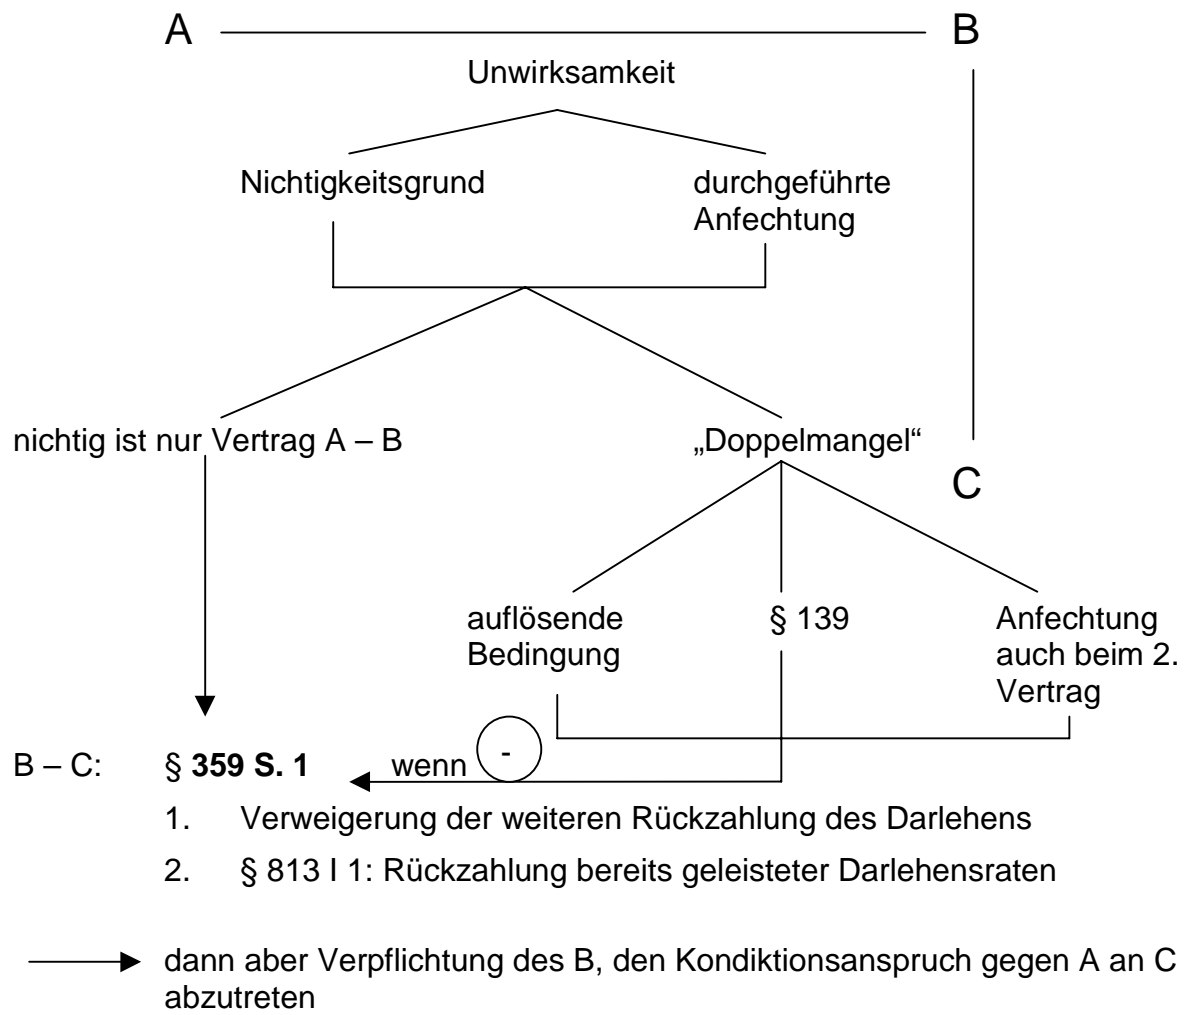 A B
Unwirksamkeit
Nichtigkeitsgrund
durchgeführte
Anfechtung
nichtig ist nur Vertrag A – B
„Doppelmangel“
C
auflösende
Bedingung
§ 139
Anfechtung
auch beim 2.
Vertrag
B – C: § 359 S. 1 wenn -
1. Verweigerung der weiteren Rückzahlung des Darlehens
2. § 813 I 1: Rückzahlung bereits geleisteter Darlehensraten
dann aber Verpflichtung des B, den Kondiktionsanspruch gegen A an C
abzutreten